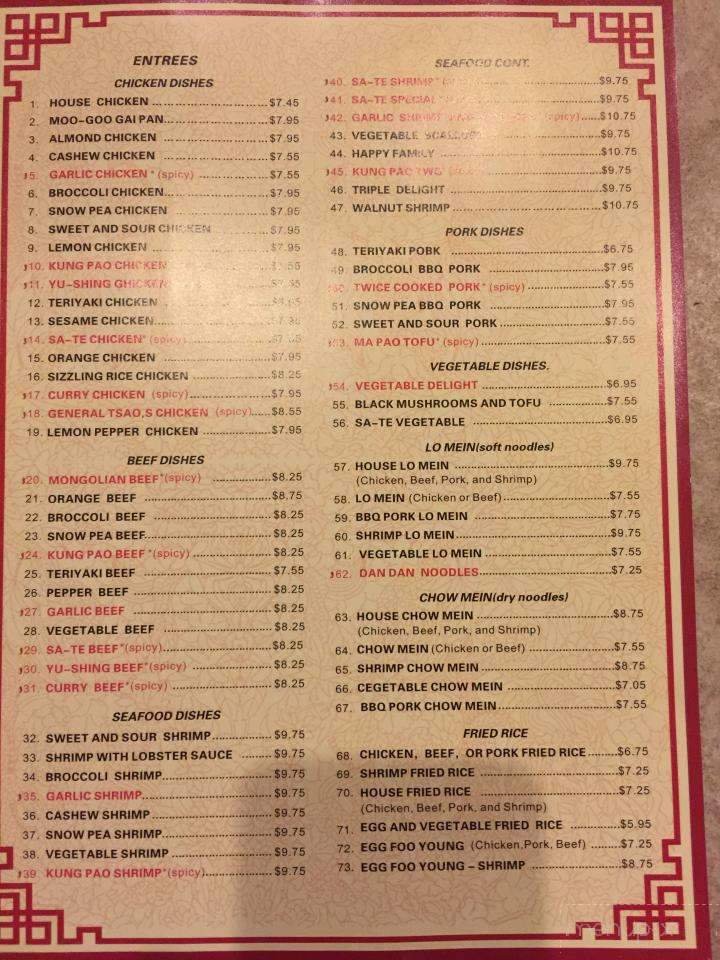 ENTREES
CHICKEN DISHES
1. HOUSE CHICKEN ........ $7.45
2. MOO-GOO GAI PAN ........ $7.95
3. ALMOND CHICKEN ........ $7.95
4. CASHEW CHICKEN ........ $7.55
5. GARLIC CHICKEN * (spicy) ........ $7.55
6. BROCCOLI CHICKEN ........ $7.95
7. SNOW PEA CHICKEN $7.95
8. SWEET AND SOUR CHICKEN ........ $7.95
9. LEMON CHICKEN ........ $7.95
10. KUNG PAO CHICKEN
11. YU-SHING CHICKEN
12. TERIYAKI CHICKEN
13. SESAME CHICKEN
14. SA-TE CHICKEN* (spicy)
15. ORANGE CHICKEN ........ $7.95
16. SIZZLING RICE CHICKEN ........ $8.25
17. CURRY CHICKEN (spicy) ........ $7.95
18. GENERAL TSAO,S CHICKEN (spicy) ........ $8.55
19. LEMON PEPPER CHICKEN ........ $7.95
BEEF DISHES
20. MONGOLIAN BEEF*(spicy) ........ $8.25
21. ORANGE BEEF ........ $8.75
22. BROCCOLI BEEF ........ $8.25
23. SNOW PEA BEEF ........ $8.25
24. KUNG PAO BEEF *(spicy) ........ $8.25
25. TERIYAKI BEEF ........ $7.55
26. PEPPER BEEF ........ $8.25
27. GARLIC BEEF ........ $8.25
28. VEGETABLE BEEF ........ $8.25
29. SA-TE BEEF*(spicy) ........ $8.25
30. YU-SHING BEEF*(spicy) ........ $8.25
31. CURRY BEEF*(spicy) ........ $8.25
SEAFOOD DISHES
32. SWEET AND SOUR SHRIMP ........ $9.75
33. SHRIMP WITH LOBSTER SAUCE ........ $9.75
34. BROCCOLI SHRIMP ........ $9.75
35. GARLIC SHRIMP ........ $9.75
36. CASHEW SHRIMP ........ $9.75
37. SNOW PEA SHRIMP ........ $9.75
38. VEGETABLE SHRIMP ........ $9.75
39. KUNG PAO SHRIMP*(spicy) ........ $9.75
SEAFOOD CONT.
40. SA-TE SHRIMP* ........ $9.75
41. SA-TE SPECIAL ........ $9.75
42. GARLIC SHRIMP (spicy) ........ $10.75
43. VEGETABLE SCALLOPS ........ $9.75
44. HAPPY FAMILY ........ $10.75
45. KUNG PAO TWO ........ $9.75
46. TRIPLE DELIGHT ........ $9.75
47. WALNUT SHRIMP ........ $10.75
PORK DISHES
48. TERIYAKI POBK ........ $6.75
49. BROCCOLI BBQ PORK ........ $7.95
50. TWICE COOKED PORK* (spicy) ........ $7.55
51. SNOW PEA BBQ PORK ........ $7.95
52. SWEET AND SOUR PORK ........ $7.55
53. MA PAO TOFU* (spicy) ........ $7.55
VEGETABLE DISHES.
54. VEGETABLE DELIGHT ........ $6.95
55. BLACK MUSHROOMS AND TOFU ........ $7.55
56. SA-TE VEGETABLE ........ $6.95
LO MEIN(soft noodles)
57. HOUSE LO MEIN ........ $9.75
(Chicken, Beef, Pork, and Shrimp)
58. LO MEIN (Chicken or Beef) ........ $7.55
59. BBQ PORK LO MEIN ........ $7.75
60. SHRIMP LO MEIN ........ $9.75
61. VEGETABLE LO MEIN ........ $7.55
62. DAN DAN NOODLES ........ $7.25
CHOW MEIN(dry noodles)
63. HOUSE CHOW MEIN ........ $8.75
(Chicken, Beef, Pork, and Shrimp)
64. CHOW MEIN (Chicken or Beef) ........ $7.55
65. SHRIMP CHOW MEIN ........ $8.75
66. CEGETABLE CHOW MEIN ........ $7.05
67. BBQ PORK CHOW MEIN ........ $7.55
FRIED RICE
68. CHICKEN, BEEF, OR PORK FRIED RICE ........ $6.75
69. SHRIMP FRIED RICE ........ $7.25
70. HOUSE FRIED RICE ........ $7.25
(Chicken, Beef, Pork, and Shrimp)
71. EGG AND VEGETABLE FRIED RICE ........ $5.95
72. EGG FOO YOUNG (Chicken,Pork, Beef) ........ $7.25
73. EGG FOO YOUNG - SHRIMP ........ $8.75